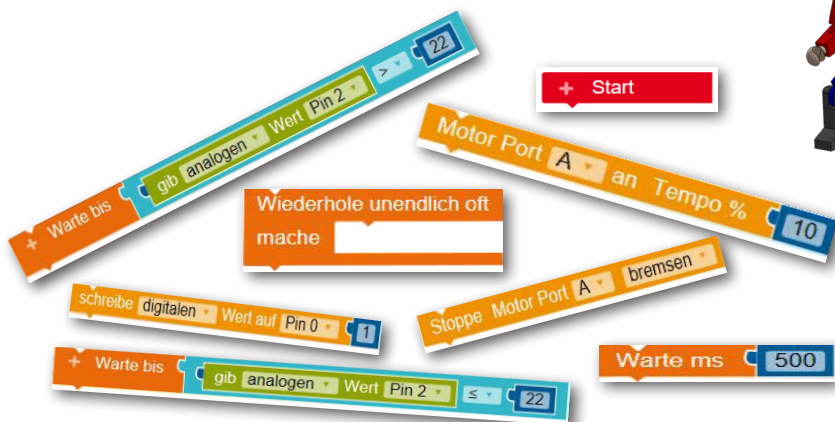 + Warte bis gib analogen Wert Pin 2 > 22
+ Start
Motor Port A an Tempo % 10
Wiederhole unendlich oft
mache
schreibe digitalen Wert auf Pin 0 1
Stoppe Motor Port A bremsen
+ Warte bis gib analogen Wert Pin 2 ≤ 22
Warte ms 500